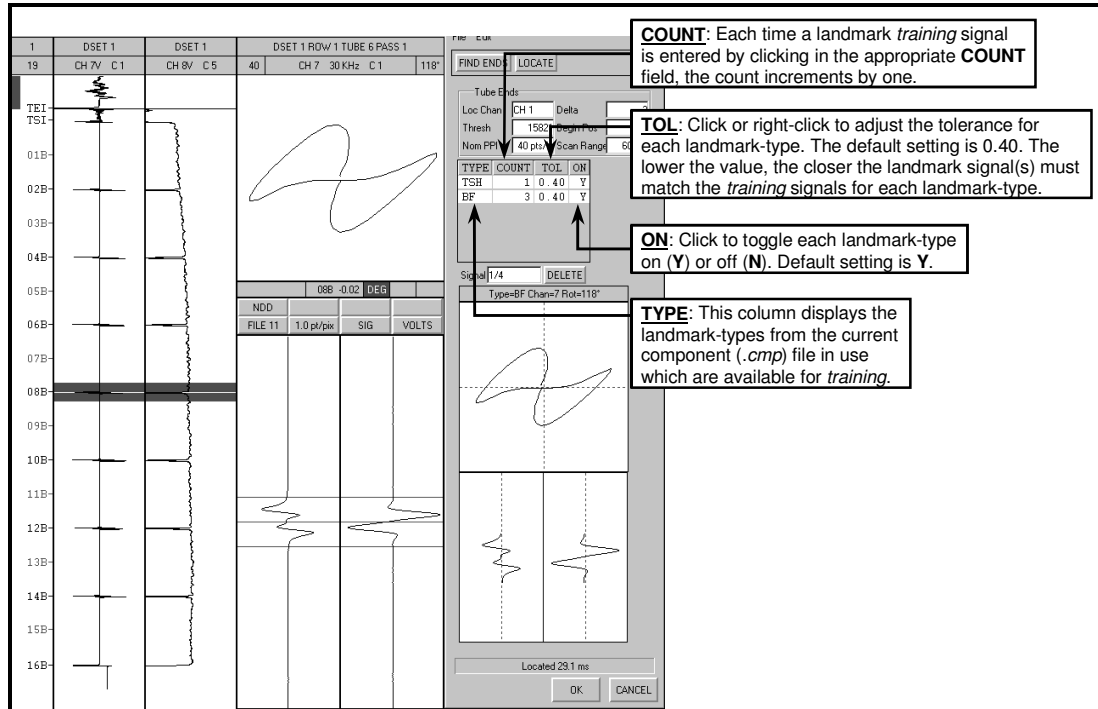 1
DSET 1
DSET 1
DSET 1 ROW 1 TUBE 6 PASS 1
19
CH 7V C 1
CH 8V C 5
40
CH 7 30 KHz C 1
118°
TEI
TSI
01B
02B
03B
04B
05B
06B
07B
08B
09B
10B
11B
12B
13B
14B
15B
16B
08B -0.02 DEG
NDD
FILE 11
1.0 pt/pix
SIG
VOLTS
File Edit
FIND ENDS
LOCATE
Tube Ends
Loc Chan CH 1 Delta
Thresh 1582 Begin Pos
Nom PPI 40 pts/ Scan Range 60
TYPE COUNT TOL ON
TSH 1 0.40 Y
BF 3 0.40 Y
Signal 1/4 DELETE
Type=BF Chan=7 Rot=118°
Located 29.1 ms
OK
CANCEL
COUNT: Each time a landmark training signal
is entered by clicking in the appropriate COUNT
field, the count increments by one.
TOL: Click or right-click to adjust the tolerance for
each landmark-type. The default setting is 0.40. The
lower the value, the closer the landmark signal(s) must
match the training signals for each landmark-type.
ON: Click to toggle each landmark-type
on (Y) or off (N). Default setting is Y.
TYPE: This column displays the
landmark-types from the current
component (.cmp) file in use
which are available for training.